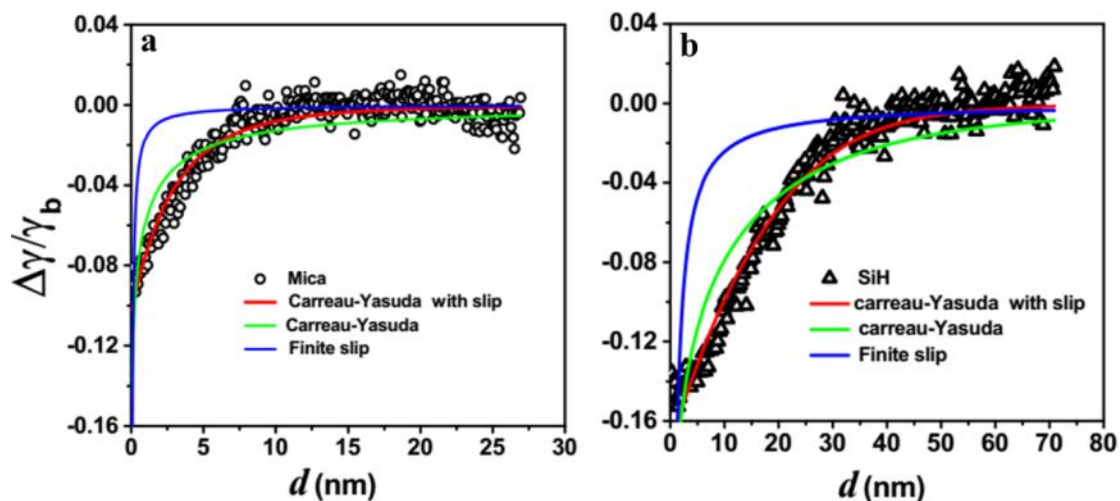 a
0.04
0.00
-0.04
-0.08
-0.12
-0.16
Δγ/γb
Mica
Carreau-Yasuda with slip
Carreau-Yasuda
Finite slip
0 5 10 15 20 25 30
d (nm)
b
0.04
0.00
-0.04
-0.08
-0.12
-0.16
SiH
carreau-Yasuda with slip
carreau-Yasuda
Finite slip
0 10 20 30 40 50 60 70 80
d (nm)